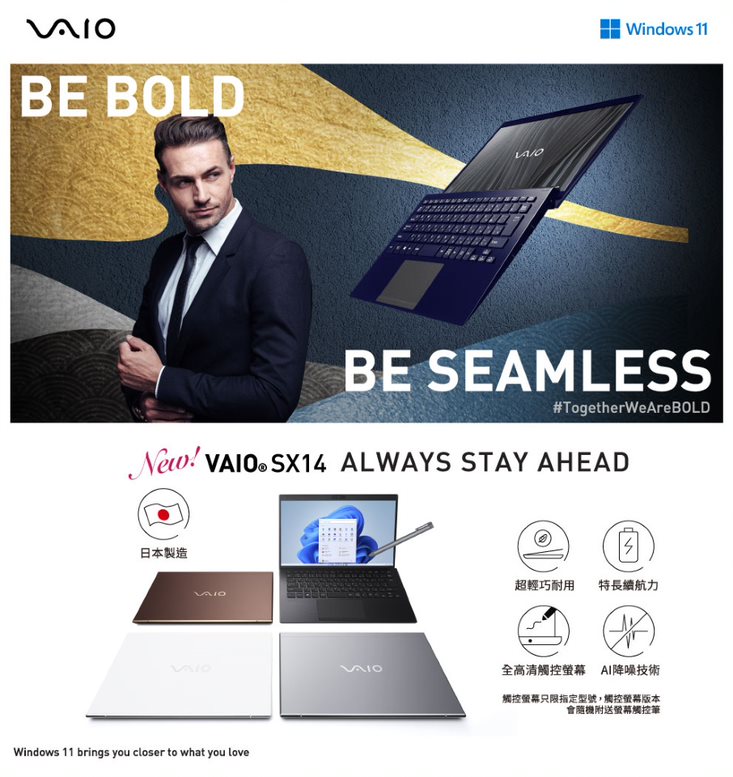 VAIO
Windows 11
BE BOLD
VAIO
BE SEAMLESS
#TogetherWeAreBOLD
New! VAIO® SX14 ALWAYS STAY AHEAD
日本製造
VAIO
VAIO
VAIO
超輕巧耐用
特長續航力
全高清觸控螢幕
AI降噪技術
觸控螢幕只限指定型號，觸控螢幕版本
會隨機附送螢幕觸控筆
Windows 11 brings you closer to what you love